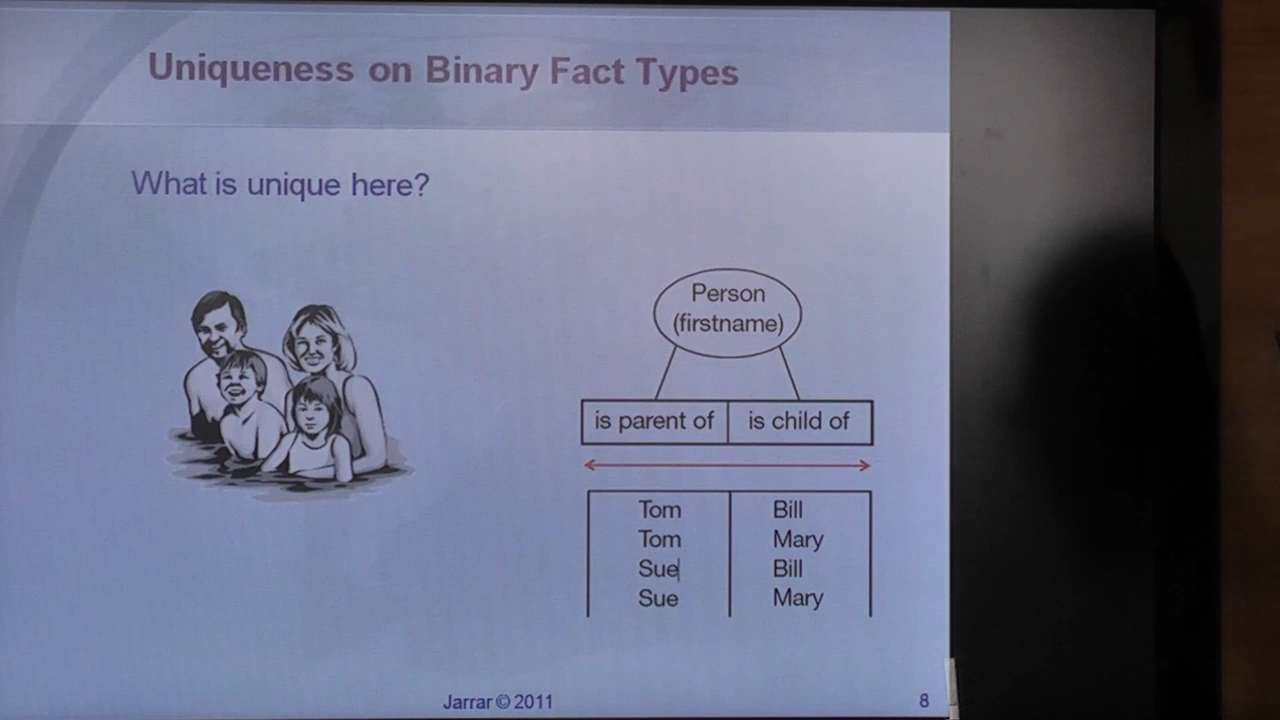 Uniqueness on Binary Fact Types
What is unique here?
Person
(firstname)
is parent of is child of
Tom Bill
Tom Mary
Sue Bill
Sue Mary
Jarrar © 2011 8